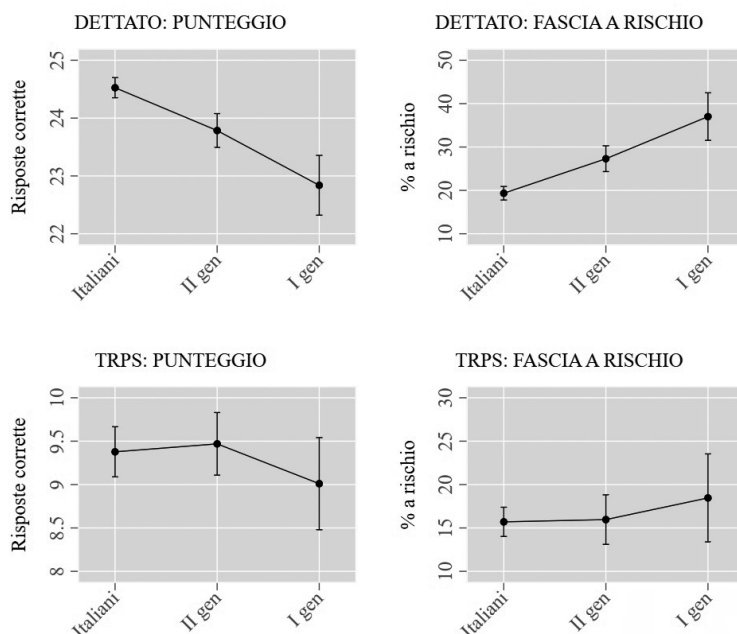 DETTATO: PUNTEGGIO
Risposte corrette
25
24
23
22
Italiani
II gen
I gen
DETTATO: FASCIA A RISCHIO
% a rischio
50
40
30
20
10
Italiani
II gen
I gen
TRPS: PUNTEGGIO
Risposte corrette
10
9.5
9
8.5
8
Italiani
II gen
I gen
TRPS: FASCIA A RISCHIO
% a rischio
30
25
20
15
10
Italiani
II gen
I gen